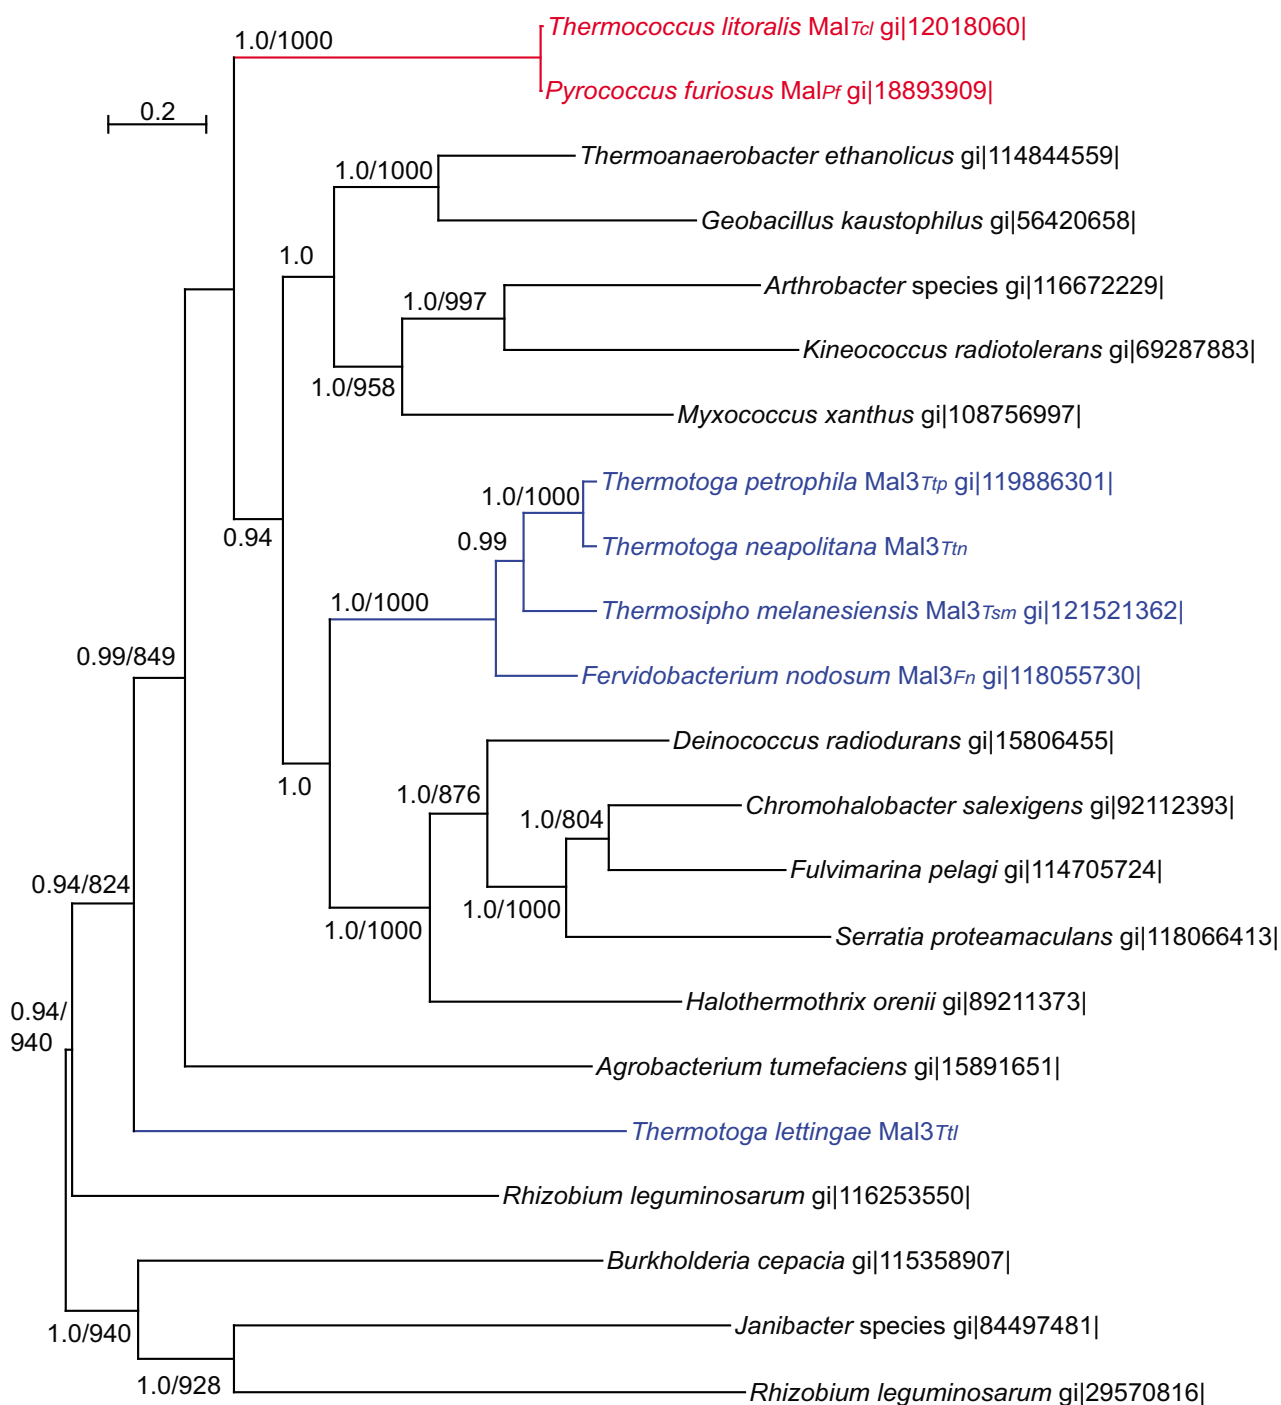 Thermococcus litoralis MalTcl gi|12018060|
1.0/1000
Pyrococcus furiosus MalPf gi|18893909|
0.2
Thermoanaerobacter ethanolicus gi|114844559|
1.0/1000
Geobacillus kaustophilus gi|56420658|
1.0
Arthrobacter species gi|116672229|
1.0/997
Kineococcus radiotolerans gi|69287883|
1.0/958
Myxococcus xanthus gi|108756997|
Thermotoga petrophila Mal3Ttp gi|119886301|
1.0/1000
0.94
0.99
Thermotoga neapolitana Mal3Ttn
1.0/1000
Thermosipho melanesiensis Mal3Tsm gi|121521362|
0.99/849
Fervidobacterium nodosum Mal3Fn gi|118055730|
Deinococcus radiodurans gi|15806455|
1.0
1.0/876
Chromohalobacter salexigens gi|92112393|
1.0/804
Fulvimarina pelagi gi|114705724|
0.94/824
1.0/1000
1.0/1000
Serratia proteamaculans gi|118066413|
Halothermothrix orenii gi|89211373|
0.94/
940
Agrobacterium tumefaciens gi|15891651|
Thermotoga lettingae Mal3Ttl
Rhizobium leguminosarum gi|116253550|
Burkholderia cepacia gi|115358907|
1.0/940
Janibacter species gi|84497481|
1.0/928
Rhizobium leguminosarum gi|29570816|